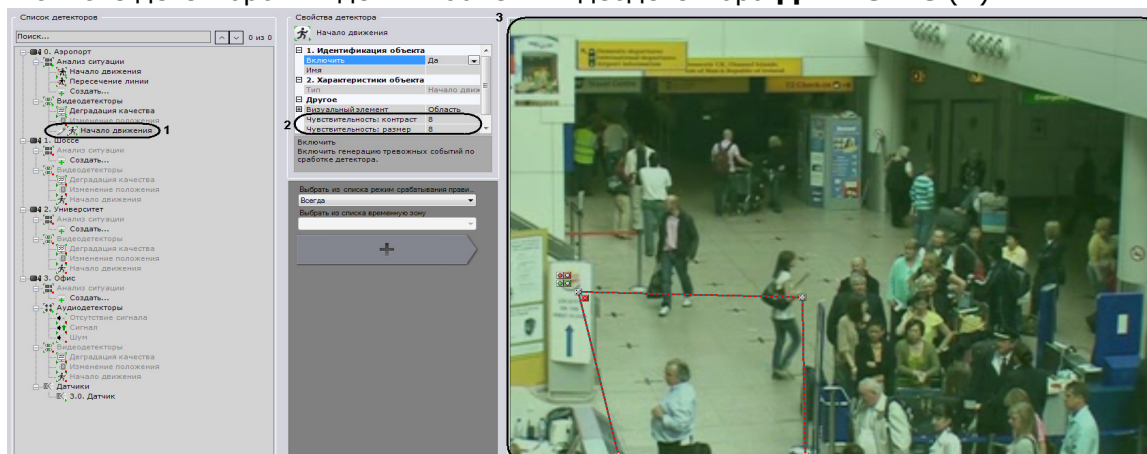 Список детекторов
Поиск...
0 из 0
0. Аэропорт
Анализ ситуации
Начало движения
Пересечение линии
Создать...
Видеодетекторы
Деградация качества
Изменение положения
Начало движения
1
1. Шоссе
Анализ ситуации
Создать...
Видеодетекторы
Деградация качества
Изменение положения
Начало движения
2. Университет
Анализ ситуации
Создать...
Видеодетекторы
Деградация качества
Изменение положения
Начало движения
3. Офис
Анализ ситуации
Создать...
Аудиодетекторы
Отсутствие сигнала
Сигнал
Шум
Видеодетекторы
Деградация качества
Изменение положения
Начало движения
Датчики
3.0. Датчик
Свойства детектора
Начало движения
1. Идентификация объекта
Включить Да
Имя
2. Характеристики объекта
Тип Начало движ
Другое
Визуальный элемент Область
2
Чувствительность: контраст 8
Чувствительность: размер 8
Включить
Включить генерацию тревожных событий по
сработке детектора.
Выбрать из списка режим срабатывания прави...
Всегда
Выбрать из списка временную зону
3